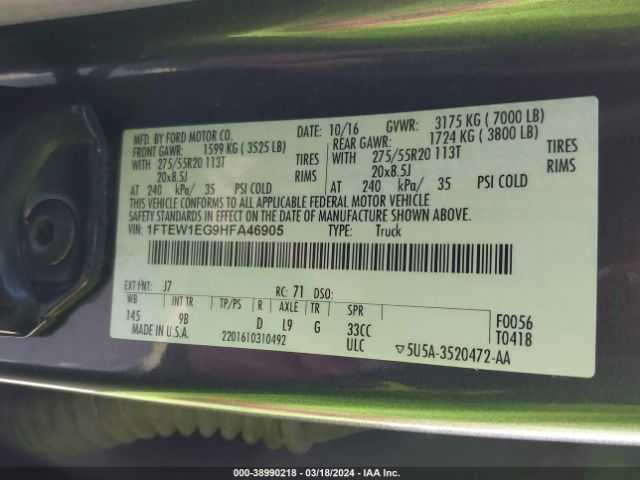 MFD. BY FORD MOTOR CO. DATE: 10/16 GVWR: 3175 KG ( 7000 LB)
FRONT GAWR: 1599 KG ( 3525 LB) REAR GAWR: 1724 KG ( 3800 LB)
WITH 275/55R20 113T TIRES WITH 275/55R20 113T TIRES
20x8.5J RIMS 20x8.5J RIMS
AT 240 kPa/ 35 PSI COLD AT 240 kPa/ 35 PSI COLD
THIS VEHICLE CONFORMS TO ALL APPLICABLE FEDERAL MOTOR VEHICLE
SAFETY STANDARDS IN EFFECT ON THE DATE OF MANUFACTURE SHOWN ABOVE.
VIN: 1FTEW1EG9HFA46905 TYPE: Truck
EXT PNT: J7 RC: 71 DSO:
WB INT TR TP/PS R AXLE TR SPR
145 9B D L9 G 33CC F0056
MADE IN U.S.A. 2201610310492 ULC T0418
▽5U5A-3520472-AA
000-38990218 - 03/18/2024 - IAA Inc.